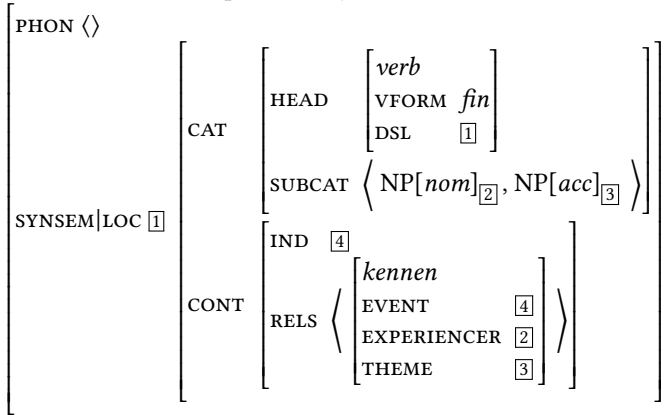 PHON ⟨⟩
SYNSEM|LOC 1
CAT
HEAD
verb
VFORM fin
DSL 1
SUBCAT ⟨ NP[nom]2, NP[acc]3 ⟩
CONT
IND 4
RELS ⟨
kennen
EVENT 4
EXPERIENCER 2
THEME 3
⟩